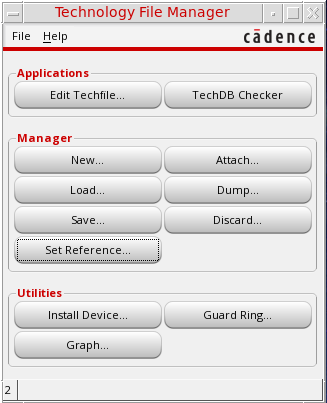 Technology File Manager
File Help cādence
Applications
Edit Techfile... TechDB Checker
Manager
New... Attach...
Load... Dump...
Save... Discard...
Set Reference...
Utilities
Install Device... Guard Ring...
Graph...
2